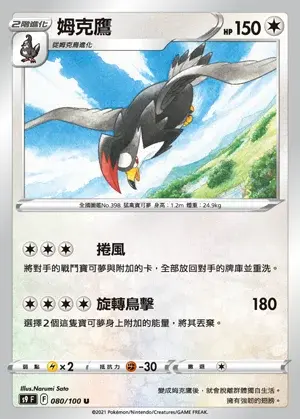 2階進化
姆克鷹
HP 150
從姆克鳥進化
全國圖鑑No.398 猛禽寶可夢 身高：1.2m 體重：24.9kg
捲風
將對手的戰鬥寶可夢與附加的卡，全部放回對手的牌庫並重洗。
旋轉鳥擊 180
選擇2個這隻寶可夢身上附加的能量，將其丟棄。
弱點 ×2 抵抗力 -30 撤退
Illus.Narumi Sato
s9 F F 080/100 U
變成姆克鷹後，就會脫離群體獨自生活。
擁有強韌的翅膀。
©2021 Pokémon/Nintendo/Creatures/GAME FREAK.